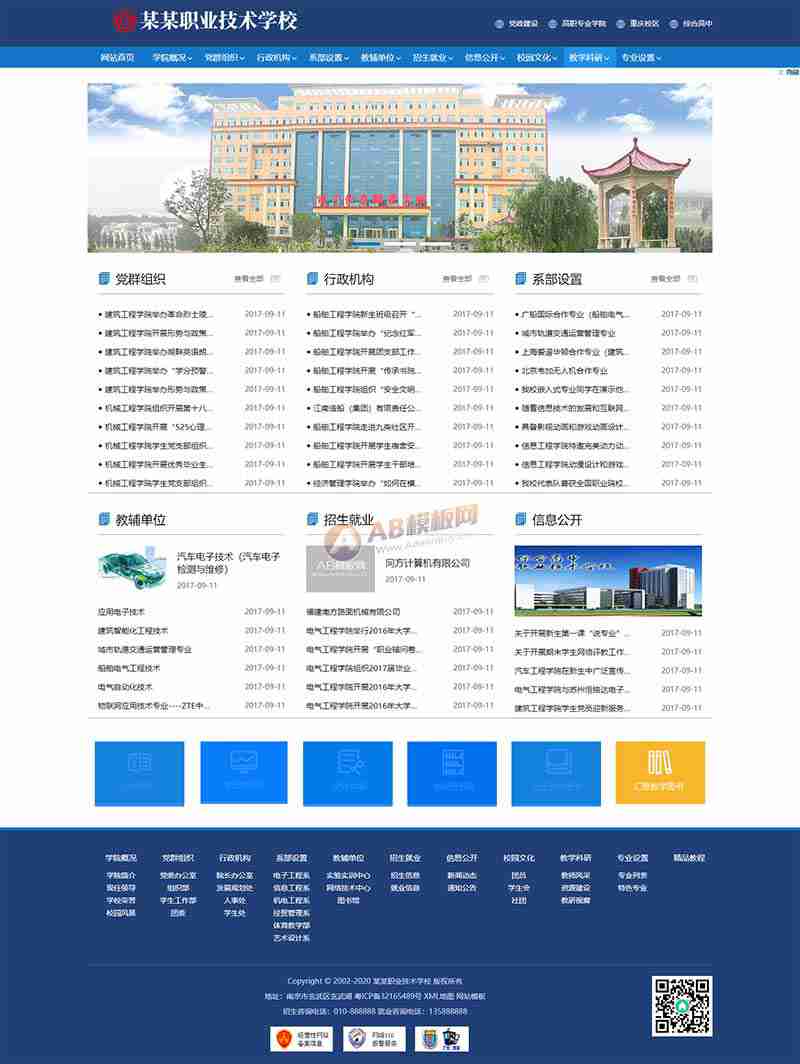 某某职业技术学校
党政建设 高职专业学院 重庆校区 综合高中
网站首页 学院概况 党群组织 行政机构 系部设置 教辅单位 招生就业 信息公开 校园文化 教学科研 专业设置
党群组织 查看全部
建筑工程学院举办革命烈士陵... 2017-09-11
建筑工程学院开展形势与政策... 2017-09-11
建筑工程学院举办湘群英语朗... 2017-09-11
建筑工程学院举办“学分预警... 2017-09-11
建筑工程学院举办形势与政策... 2017-09-11
机械工程学院组织开展第十八... 2017-09-11
机械工程学院开展“525心理... 2017-09-11
机械工程学院学生党支部组织... 2017-09-11
机械工程学院开展优秀毕业生... 2017-09-11
机械工程学院学生党支部组织... 2017-09-11
行政机构 查看全部
船舶工程学院新生班级召开“... 2017-09-11
船舶工程学院举办“纪念红军... 2017-09-11
船舶工程学院开展团支部工作... 2017-09-11
船舶工程学院开展“传承书院... 2017-09-11
船舶工程学院组织“安全文明... 2017-09-11
江南造船（集团）有限责任公... 2017-09-11
船舶工程学院走进九类社区开... 2017-09-11
船舶工程学院开展学生宿舍安... 2017-09-11
船舶工程学院开展学生干部培... 2017-09-11
经济管理学院举办“如何在模... 2017-09-11
系部设置 查看全部
广船国际合作专业（船舶电气... 2017-09-11
城市轨道交通运营管理专业 2017-09-11
上海爱谣华顿合作专业（建筑... 2017-09-11
北京韦加无人机合作专业 2017-09-11
我校嵌入式专业同学在演示他... 2017-09-11
随着信息技术的发展和互联网... 2017-09-11
具备影视动画和游戏动画设计... 2017-09-11
信息工程学院待遇完美动力动... 2017-09-11
信息工程学院动漫设计和游戏... 2017-09-11
我校代表队喜获全国职业院校... 2017-09-11
教辅单位
汽车电子技术（汽车电子
检测与维修）
2017-09-11
应用电子技术 2017-09-11
建筑智能化工程技术 2017-09-11
城市轨道交通运营管理专业 2017-09-11
船舶电气工程技术 2017-09-11
电气自动化技术 2017-09-11
物联网应用技术专业----ZTE中... 2017-09-11
招生就业
AB模板网
向方计算机有限公司
2017-09-11
福建南方路面机械有限公司 2017-09-11
电气工程学院举行2016年大学... 2017-09-11
电气工程学院开展“职业锚问卷... 2017-09-11
电气工程学院组织2017届毕业... 2017-09-11
电气工程学院开展2016年大学... 2017-09-11
电气工程学院开展2016年大学... 2017-09-11
信息公开
关于开展新生第一课“说专业”... 2017-09-11
关于开展期末学生网络评教工作... 2017-09-11
汽车工程学院在新生中广泛宣传... 2017-09-11
电气工程学院与苏州恒铭达电子... 2017-09-11
建筑工程学院学生党员迎新服务... 2017-09-11
学院概况 党群组织 行政机构 系部设置 教辅单位 招生就业 信息公开 校园文化 教学科研 专业设置 精品教程
学院简介 党委办公室 院长办公室 电子工程系 实验实训中心 招生信息 新闻动态 团员 教师风采 专业列表
现任领导 组织部 发展规划处 信息工程系 网络技术中心 就业信息 通知公告 学生会 资源建设 特色专业
学校荣誉 学生工作部 人事处 机电工程系 图书馆 社团 教研视窗
校园风景 团委 学生处 经贸管理系
体育教学部
艺术设计系
Copyright © 2002-2020 某某职业技术学校 版权所有
地址：南京市玄武区玄武湖 粤ICP备32165489号 XML地图 网站模板
招生咨询电话：010-888888 就业咨询电话：135888888
经营性网站
备案信息
网络110
报警服务